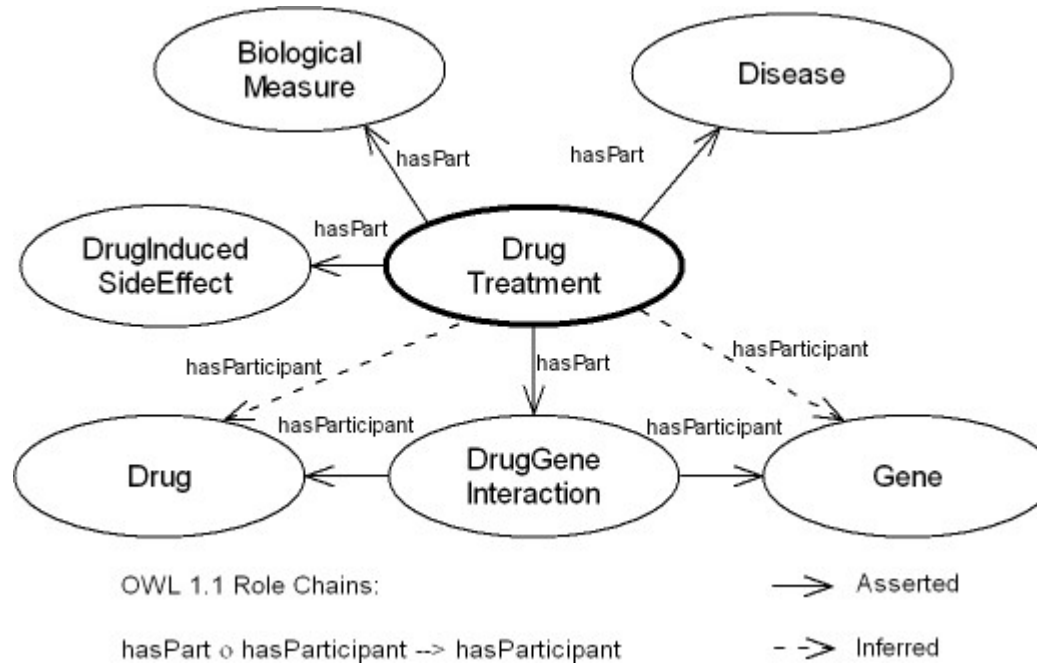 Biological
Measure
Disease
hasPart
hasPart
DrugInduced
SideEffect
hasPart
Drug
Treatment
hasParticipant
hasPart
hasParticipant
hasParticipant
hasParticipant
Drug
DrugGene
Interaction
Gene
OWL 1.1 Role Chains:
Asserted
hasPart o hasParticipant --> hasParticipant
Inferred